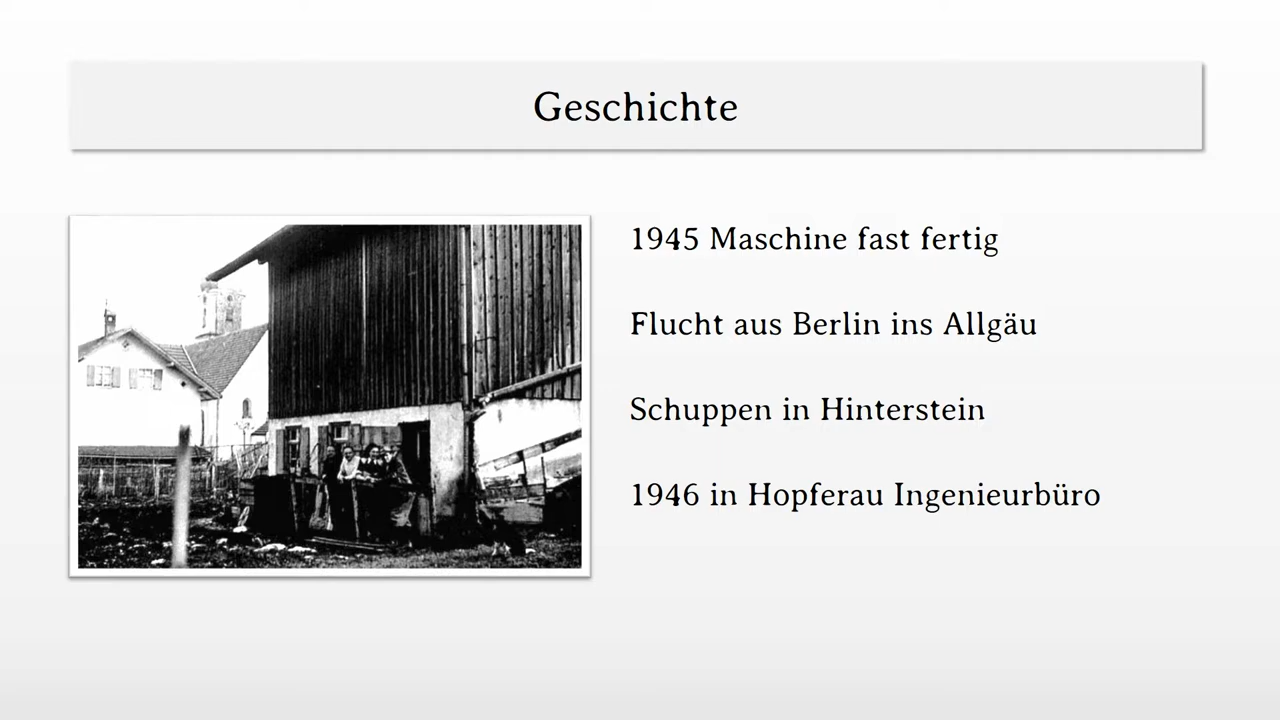 Geschichte
1945 Maschine fast fertig
Flucht aus Berlin ins Allgäu
Schuppen in Hinterstein
1946 in Hopferau Ingenieurbüro